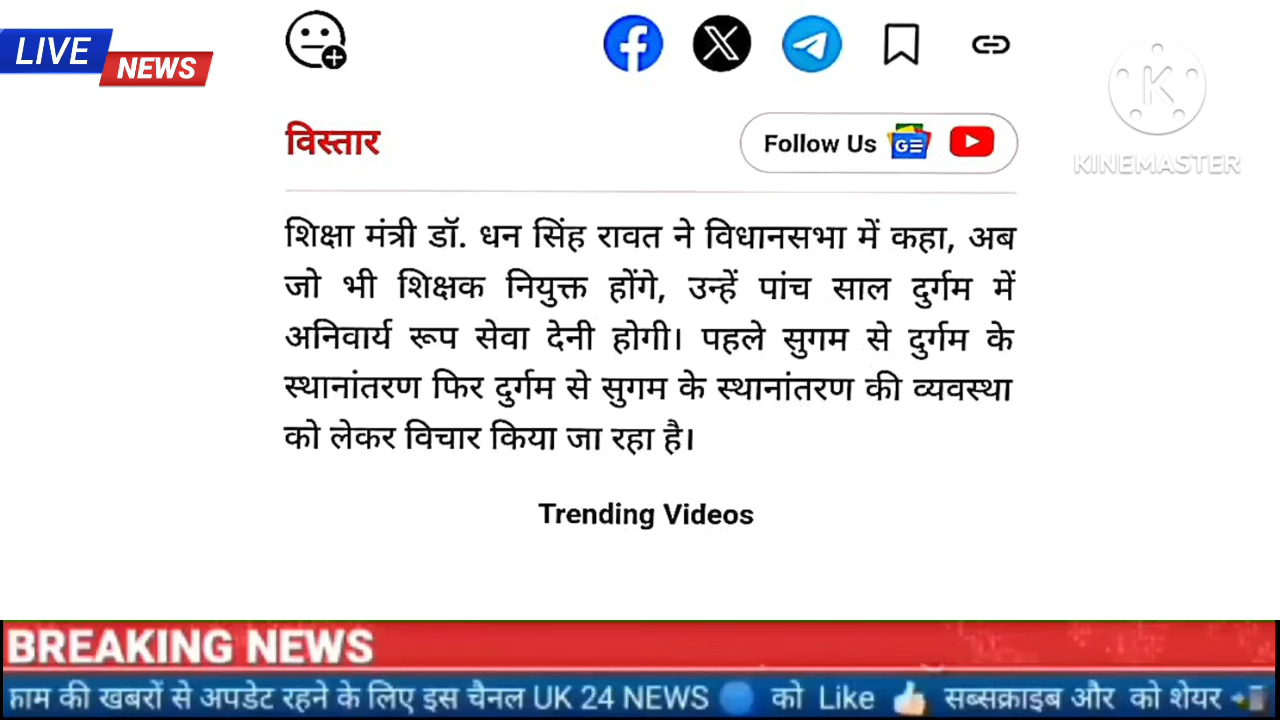 LIVE
NEWS
विस्तार
Follow Us
KINEMASTER
शिक्षा मंत्री डॉ. धन सिंह रावत ने विधानसभा में कहा, अब
जो भी शिक्षक नियुक्त होंगे, उन्हें पांच साल दुर्गम में
अनिवार्य रूप सेवा देनी होगी। पहले सुगम से दुर्गम के
स्थानांतरण फिर दुर्गम से सुगम के स्थानांतरण की व्यवस्था
को लेकर विचार किया जा रहा है।
Trending Videos
BREAKING NEWS
की खबरों से अपडेट रहने के लिए इस चैनल UK 24 NEWS 🔵 को Like 👍 सब्सक्राइब और को शेयर 📲